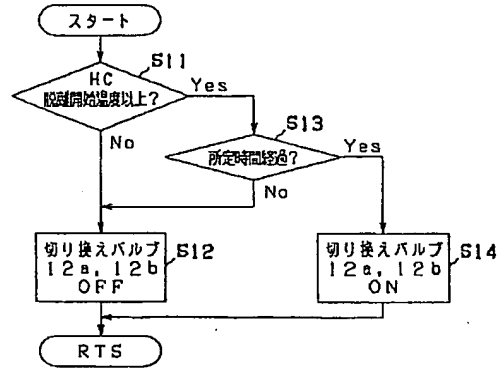 スタート
S11
HC
脱離開始温度以上?
Yes
No
S13
所定時間経過?
Yes
No
切り換えバルブ
12a, 12b
OFF
S12
切り換えバルブ
12a, 12b
ON
S14
RTS